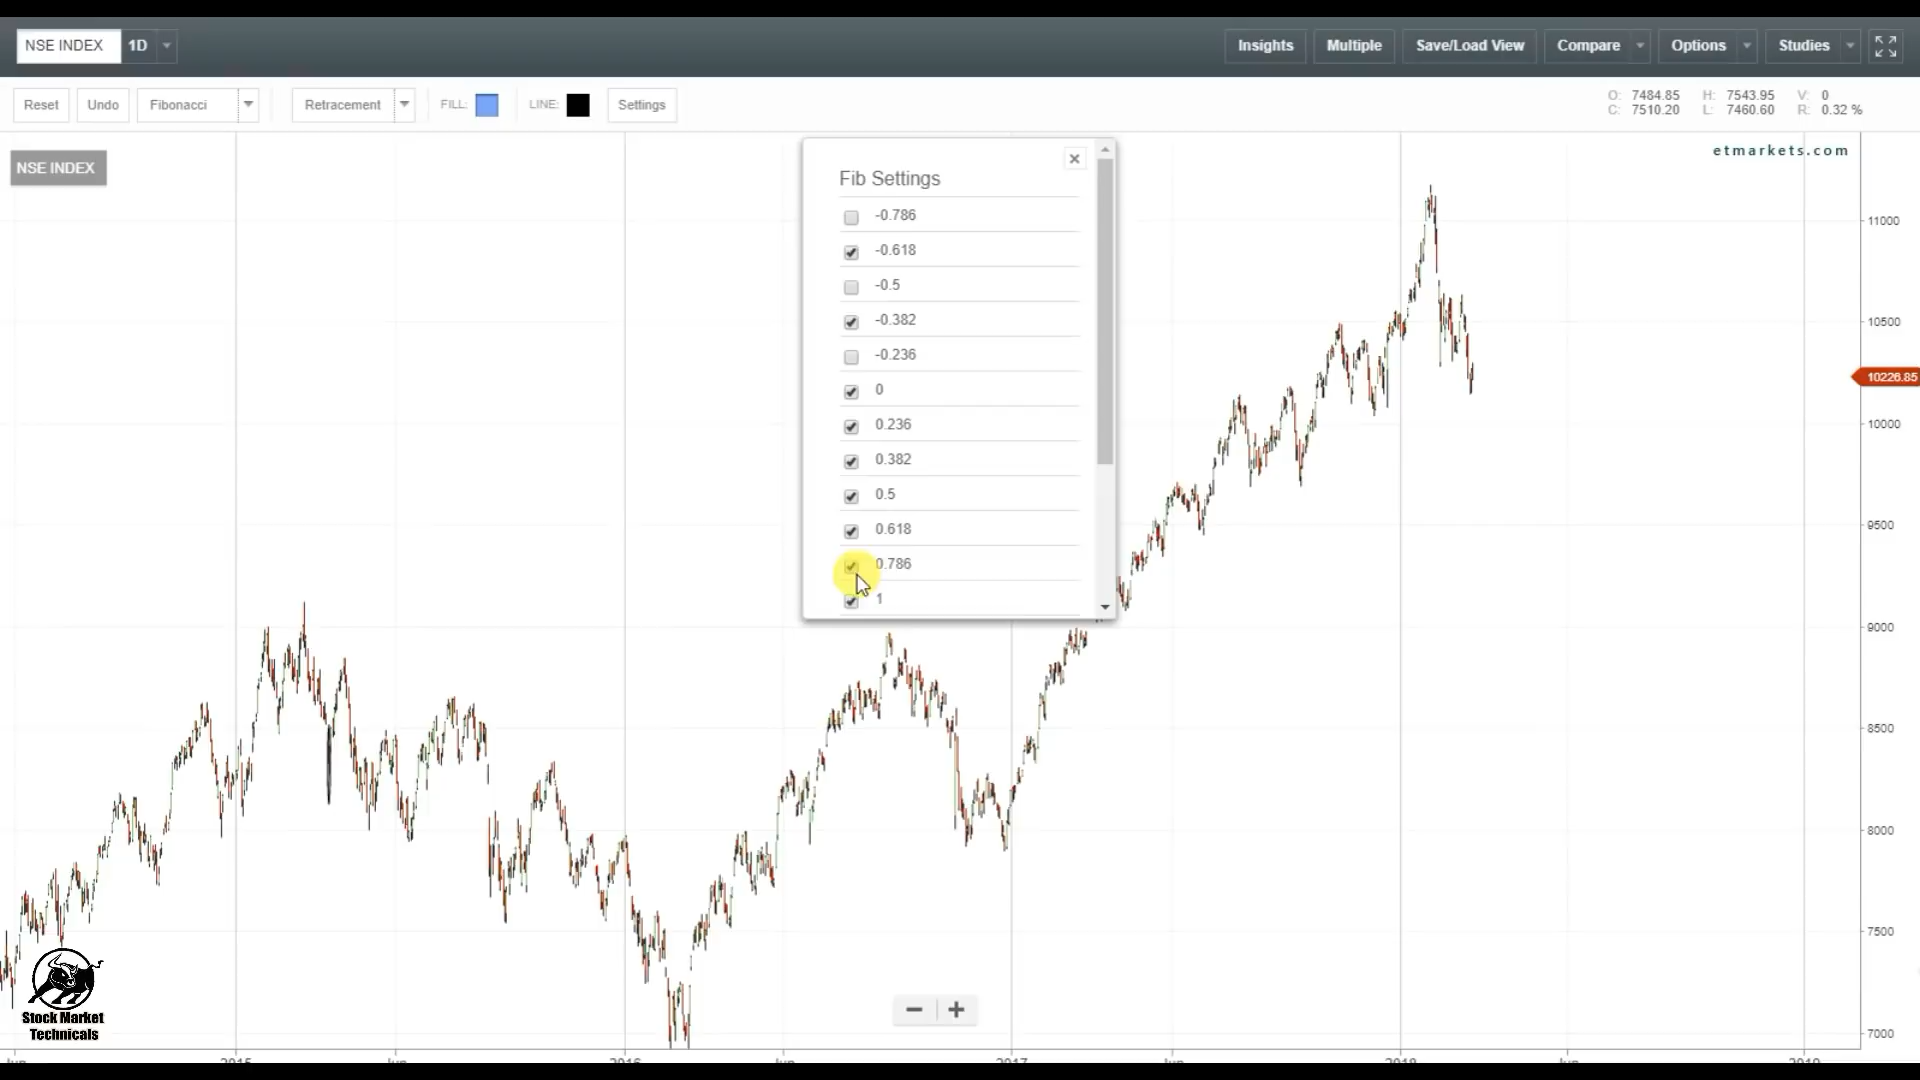 NSE INDEX 1D Insights Multiple Save/Load View Compare Options Studies
Reset Undo Fibonacci Retracement FILL: LINE: Settings
O: 7484.85 H: 7543.95 V: 0
C: 7510.20 L: 7460.60 R: 0.32 %
etmarkets.com
NSE INDEX
Fib Settings
-0.786
-0.618
-0.5
-0.382
-0.236
0
0.236
0.382
0.5
0.618
0.786
1
11000
10500
10226.85
10000
9500
9000
8500
8000
7500
7000
Stock Market
Technicals
2015 2016 2017 2018 2019